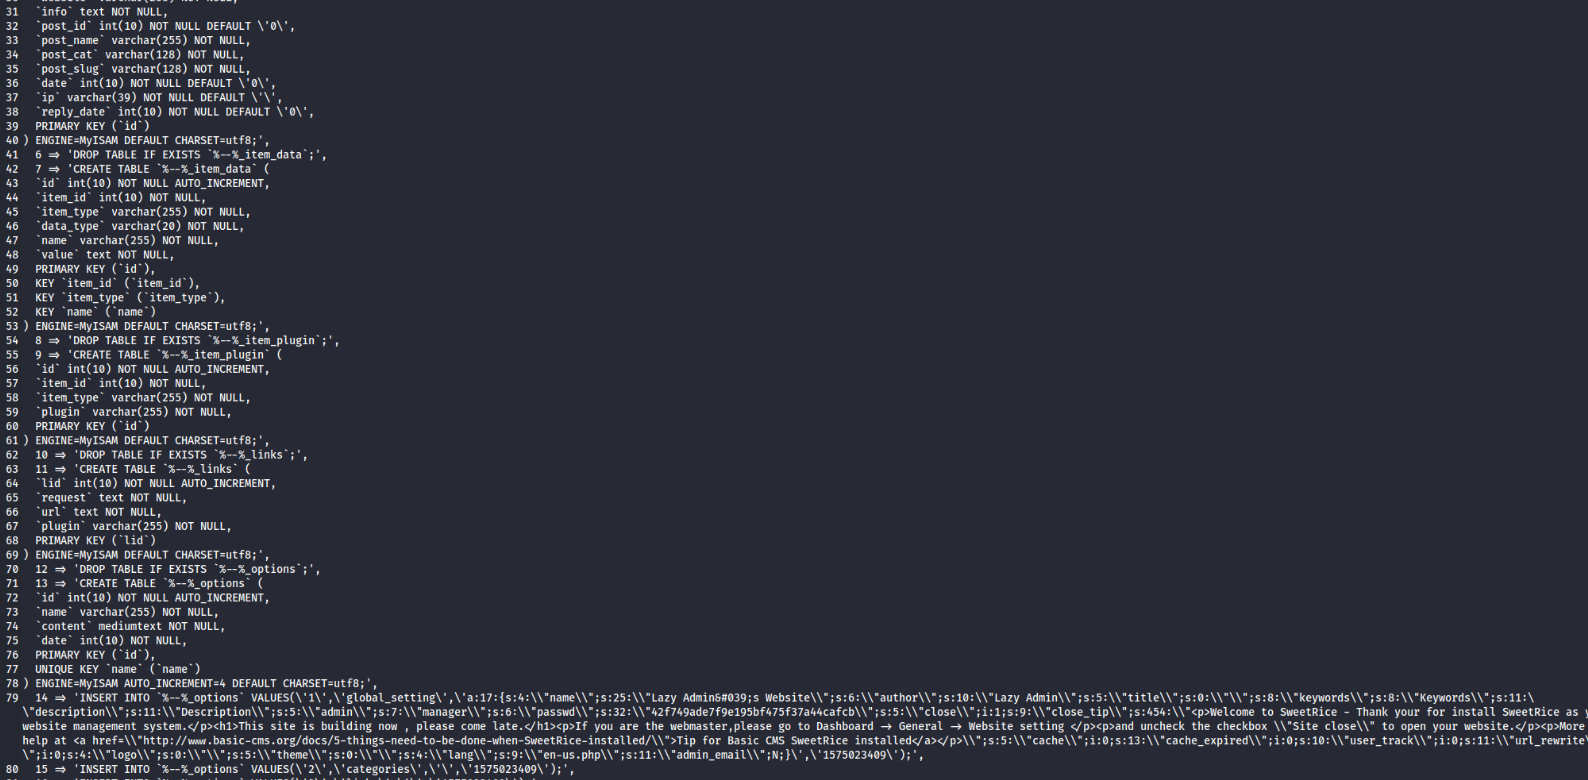 31 `info` text NOT NULL,
32 `post_id` int(10) NOT NULL DEFAULT \'0\',
33 `post_name` varchar(255) NOT NULL,
34 `post_cat` varchar(128) NOT NULL,
35 `post_slug` varchar(128) NOT NULL,
36 `date` int(10) NOT NULL DEFAULT \'0\',
37 `ip` varchar(39) NOT NULL DEFAULT \'\',
38 `reply_date` int(10) NOT NULL DEFAULT \'0\',
39 PRIMARY KEY (`id`)
40 ) ENGINE=MyISAM DEFAULT CHARSET=utf8;',
41 6 => 'DROP TABLE IF EXISTS `%--%_item_data`;',
42 7 => 'CREATE TABLE `%--%_item_data` (
43 `id` int(10) NOT NULL AUTO_INCREMENT,
44 `item_id` int(10) NOT NULL,
45 `item_type` varchar(255) NOT NULL,
46 `data_type` varchar(20) NOT NULL,
47 `name` varchar(255) NOT NULL,
48 `value` text NOT NULL,
49 PRIMARY KEY (`id`),
50 KEY `item_id` (`item_id`),
51 KEY `item_type` (`item_type`),
52 KEY `name` (`name`)
53 ) ENGINE=MyISAM DEFAULT CHARSET=utf8;',
54 8 => 'DROP TABLE IF EXISTS `%--%_item_plugin`;',
55 9 => 'CREATE TABLE `%--%_item_plugin` (
56 `id` int(10) NOT NULL AUTO_INCREMENT,
57 `item_id` int(10) NOT NULL,
58 `item_type` varchar(255) NOT NULL,
59 `plugin` varchar(255) NOT NULL,
60 PRIMARY KEY (`id`)
61 ) ENGINE=MyISAM DEFAULT CHARSET=utf8;',
62 10 => 'DROP TABLE IF EXISTS `%--%_links`;',
63 11 => 'CREATE TABLE `%--%_links` (
64 `lid` int(10) NOT NULL AUTO_INCREMENT,
65 `request` text NOT NULL,
66 `url` text NOT NULL,
67 `plugin` varchar(255) NOT NULL,
68 PRIMARY KEY (`lid`)
69 ) ENGINE=MyISAM DEFAULT CHARSET=utf8;',
70 12 => 'DROP TABLE IF EXISTS `%--%_options`;',
71 13 => 'CREATE TABLE `%--%_options` (
72 `id` int(10) NOT NULL AUTO_INCREMENT,
73 `name` varchar(255) NOT NULL,
74 `content` mediumtext NOT NULL,
75 `date` int(10) NOT NULL,
76 PRIMARY KEY (`id`),
77 UNIQUE KEY `name` (`name`)
78 ) ENGINE=MyISAM AUTO_INCREMENT=4 DEFAULT CHARSET=utf8;',
79 14 => 'INSERT INTO `%--%_options` VALUES(\'1\',\'global_setting\',\'a:17:{s:4:\\"name\\";s:25:\\"Lazy Admin&#039;s Website\\";s:6:\\"author\\";s:10:\\"Lazy Admin\\";s:5:\\"title\\";s:0:\\"\\";s:8:\\"keywords\\";s:8:\\"Keywords\\";s:11:\
\"description\\";s:11:\\"Description\\";s:5:\\"admin\\";s:7:\\"manager\\";s:6:\\"passwd\\";s:32:\\"42f749ade7f9e195bf475f37a44cafcb\\";s:5:\\"close\\";i:1;s:9:\\"close_tip\\";s:454:\\"<p>Welcome to SweetRice - Thank your for install SweetRice as
website management system.</p><h1>This site is building now , please come late.</h1><p>If you are the webmaster,please go to Dashboard -> General -> Website setting </p><p>and uncheck the checkbox \\"Site close\\" to open your website.</p><p>More
help at <a href=\\"http://www.basic-cms.org/docs/5-things-need-to-be-done-when-SweetRice-installed/\\">Tip for Basic CMS SweetRice installed</a></p>\\";s:5:\\"cache\\";i:0;s:13:\\"cache_expired\\";i:0;s:10:\\"user_track\\";i:0;s:11:\\"url_rewrite\
\";i:0;s:4:\\"logo\\";s:0:\\"\\";s:5:\\"theme\\";s:0:\\"\\";s:4:\\"lang\\";s:9:\\"en-us.php\\";s:11:\\"admin_email\\";N;}\',\'1575023409\');',
80 15 => 'INSERT INTO `%--%_options` VALUES(\'2\',\'categories\',\'\',\'1575023409\');',